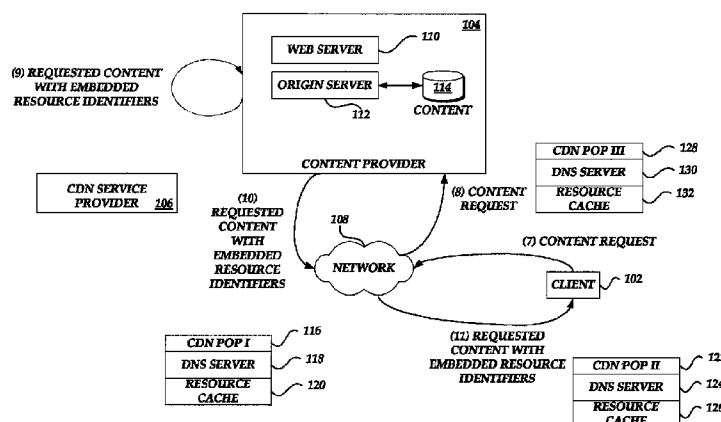 104
WEB SERVER
110
ORIGIN SERVER
112
114
CONTENT
CONTENT PROVIDER
(9) REQUESTED CONTENT
WITH EMBEDDED
RESOURCE IDENTIFIERS
CDN SERVICE
PROVIDER 106
CDN POP III
128
DNS SERVER
130
RESOURCE
CACHE
132
(10)
REQUESTED
CONTENT
WITH
EMBEDDED
RESOURCE
IDENTIFIERS
(8) CONTENT
REQUEST
108
NETWORK
(7) CONTENT REQUEST
CLIENT
102
(11) REQUESTED
CONTENT WITH
EMBEDDED RESOURCE
IDENTIFIERS
CDN POP I
116
DNS SERVER
118
RESOURCE
CACHE
120
CDN POP II
DNS SERVER
RESOURCE
CACHE